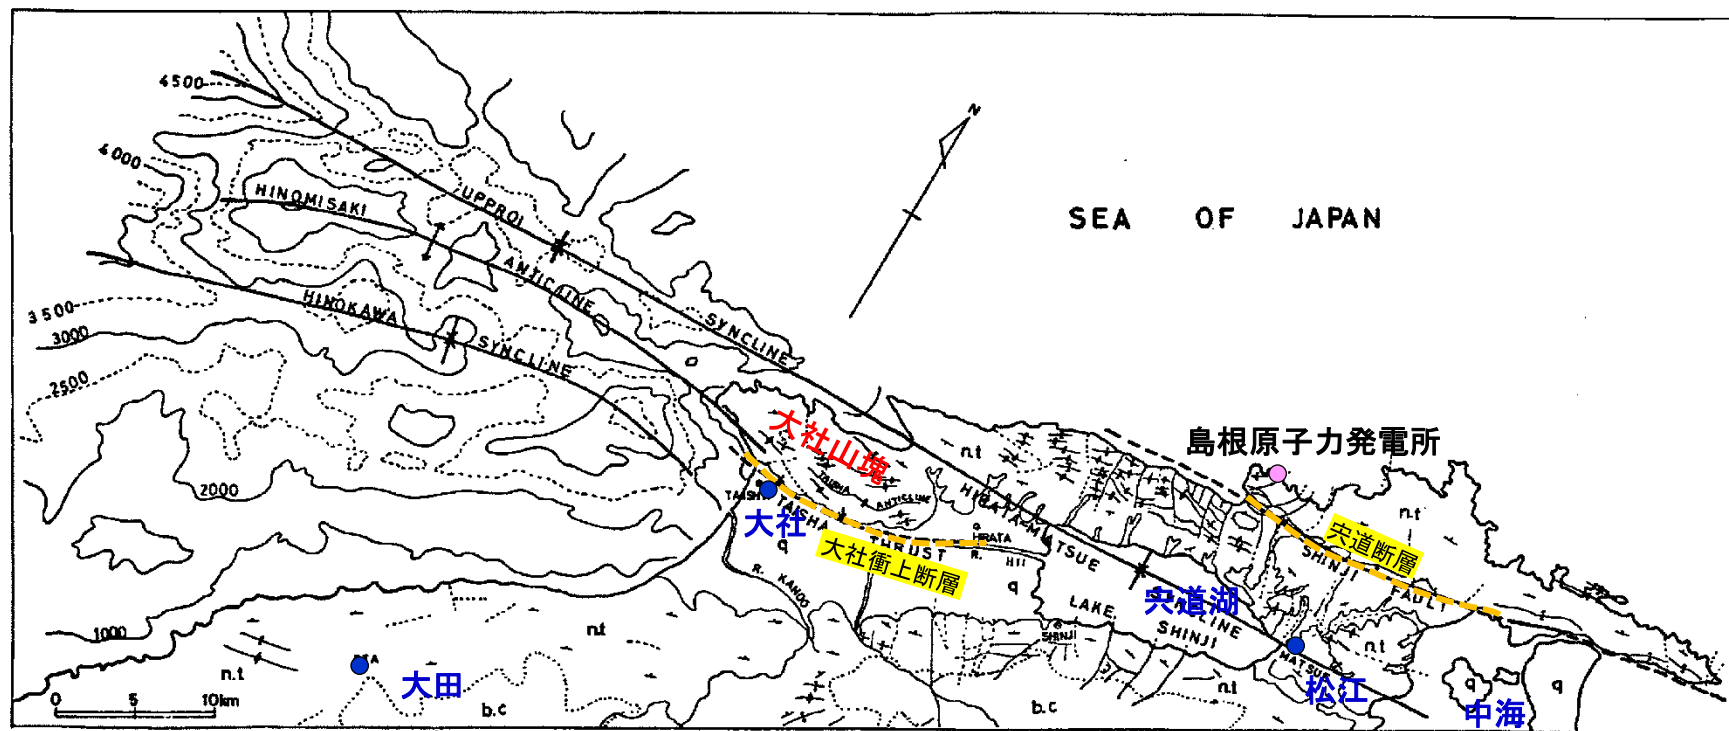 4500
4000
N
HINOMISAKI
UPPROI
SEA OF JAPAN
ANTICLINE
HINOKAWA
3500
3000
SYNCLINE
SYNCLINE
2500
大社山塊
島根原子力発電所
n.t
TAISHA
ANTICLINE
HIRATA-MATSUE
n.t
2000
大社
TAISHA
THRUST
HIRATA
R. HII
宍道断層
SHINJI
FAULT
大社衝上断層
q
R. KANDO
q
宍道湖
LAKE
SHINJI
1000
n.t
SHINJI
n.t
MATSUE
n.t
大田
n.t
松江
q
q
中海
0 5 10km
b.c
b.c